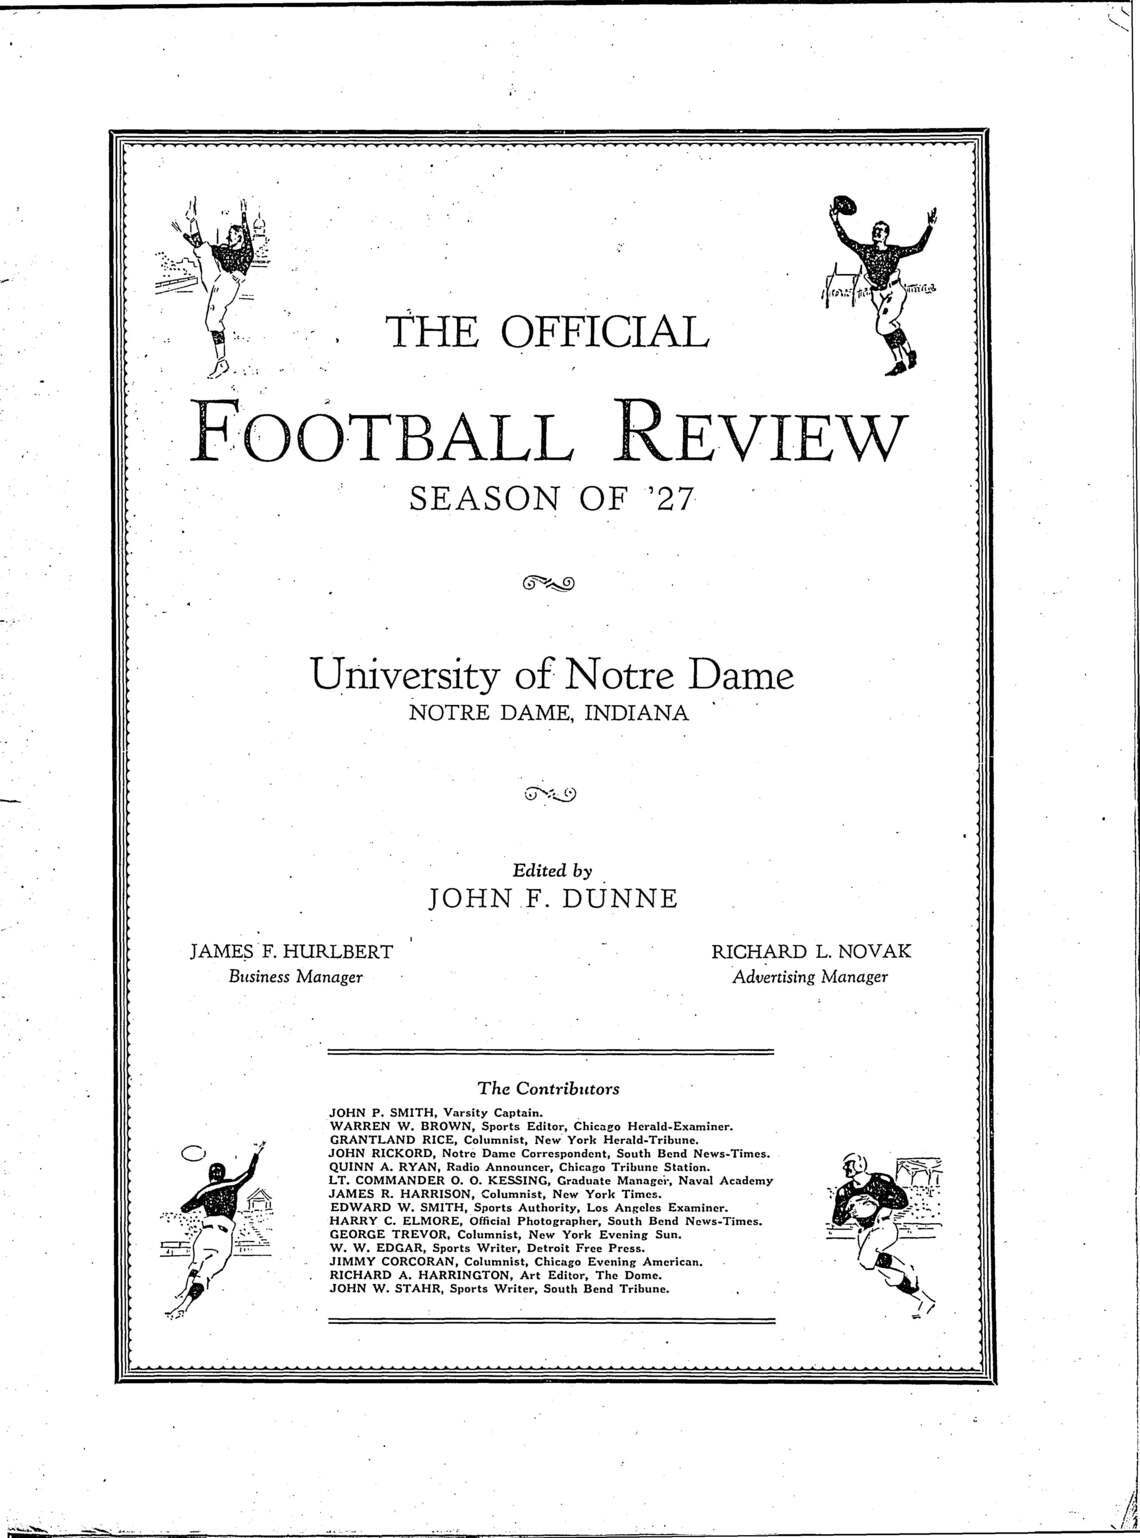 THE OFFICIAL
FOOTBALL REVIEW
SEASON OF '27
University of Notre Dame
NOTRE DAME, INDIANA
Edited by
JOHN F. DUNNE
JAMES F. HURLBERT
Business Manager
RICHARD L. NOVAK
Advertising Manager
The Contributors
JOHN P. SMITH, Varsity Captain.
WARREN W. BROWN, Sports Editor, Chicago Herald-Examiner.
GRANTLAND RICE, Columnist, New York Herald-Tribune.
JOHN RICKORD, Notre Dame Correspondent, South Bend News-Times.
QUINN A. RYAN, Radio Announcer, Chicago Tribune Station.
LT. COMMANDER O. O. KESSING, Graduate Manager, Naval Academy
JAMES R. HARRISON, Columnist, New York Times.
EDWARD W. SMITH, Sports Authority, Los Angeles Examiner.
HARRY C. ELMORE, Official Photographer, South Bend News-Times.
GEORGE TREVOR, Columnist, New York Evening Sun.
W. W. EDGAR, Sports Writer, Detroit Free Press.
JIMMY CORCORAN, Columnist, Chicago Evening American.
RICHARD A. HARRINGTON, Art Editor, The Dome.
JOHN W. STAHR, Sports Writer, South Bend Tribune.